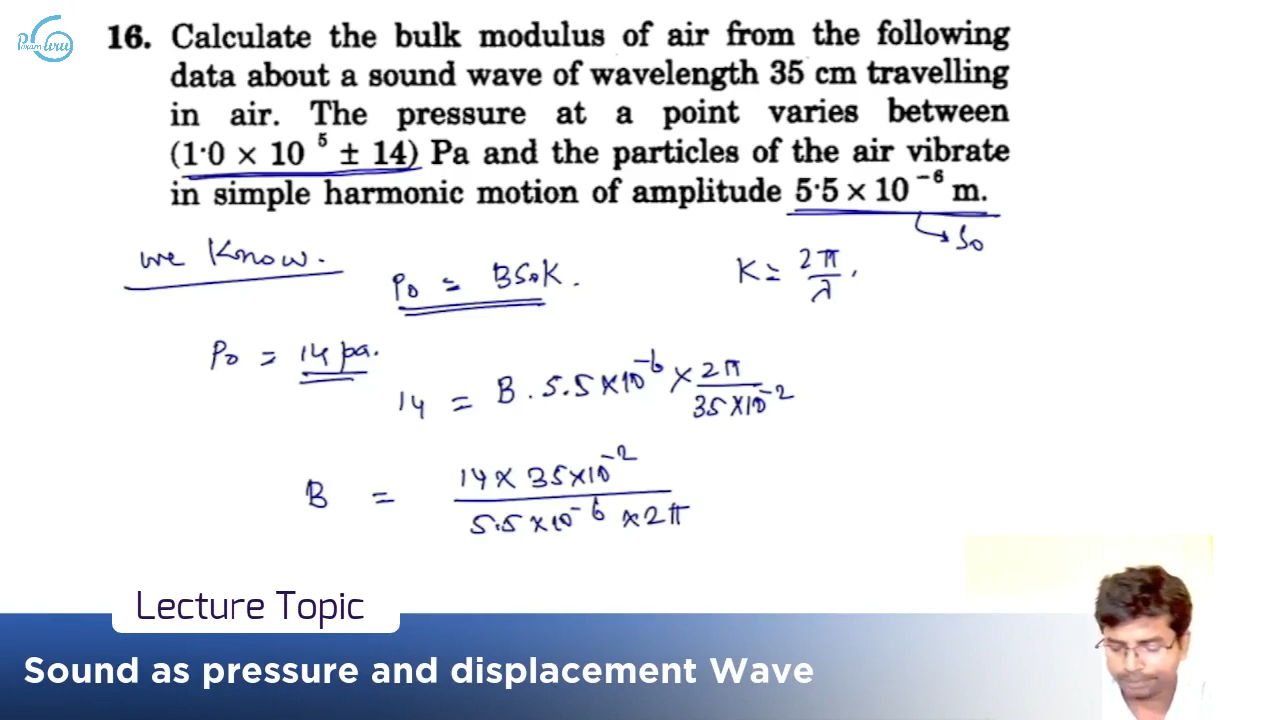 Pexam Guru
16. Calculate the bulk modulus of air from the following
data about a sound wave of wavelength 35 cm travelling
in air. The pressure at a point varies between
(1·0 × 10 ⁵ ± 14) Pa and the particles of the air vibrate
in simple harmonic motion of amplitude 5·5 × 10 ⁻⁶ m.
S₀
we know.
P₀ = BS₀K.
K = 2π/λ.
P₀ = 14 pa.
14 = B . 5.5×10⁻⁶ × 2π/35×10⁻²
B = 14 × 35×10⁻²/5.5×10⁻⁶ ×2π
Lecture Topic
Sound as pressure and displacement Wave